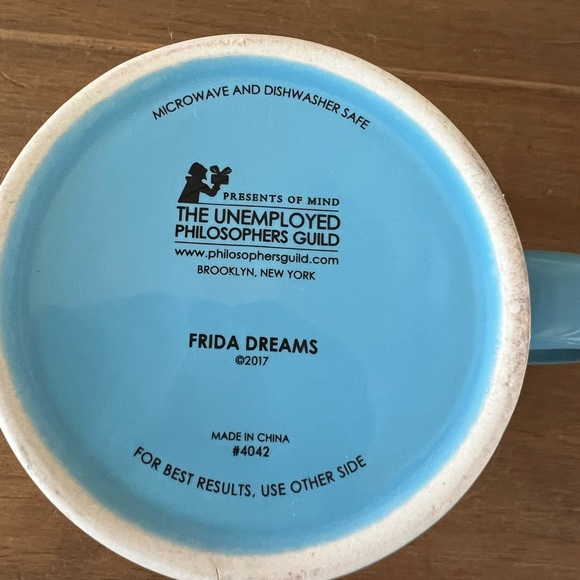 MICROWAVE AND DISHWASHER SAFE
PRESENTS OF MIND
THE UNEMPLOYED
PHILOSOPHERS GUILD
www.philosophersguild.com
BROOKLYN, NEW YORK
FRIDA DREAMS
©2017
MADE IN CHINA
#4042
FOR BEST RESULTS, USE OTHER SIDE